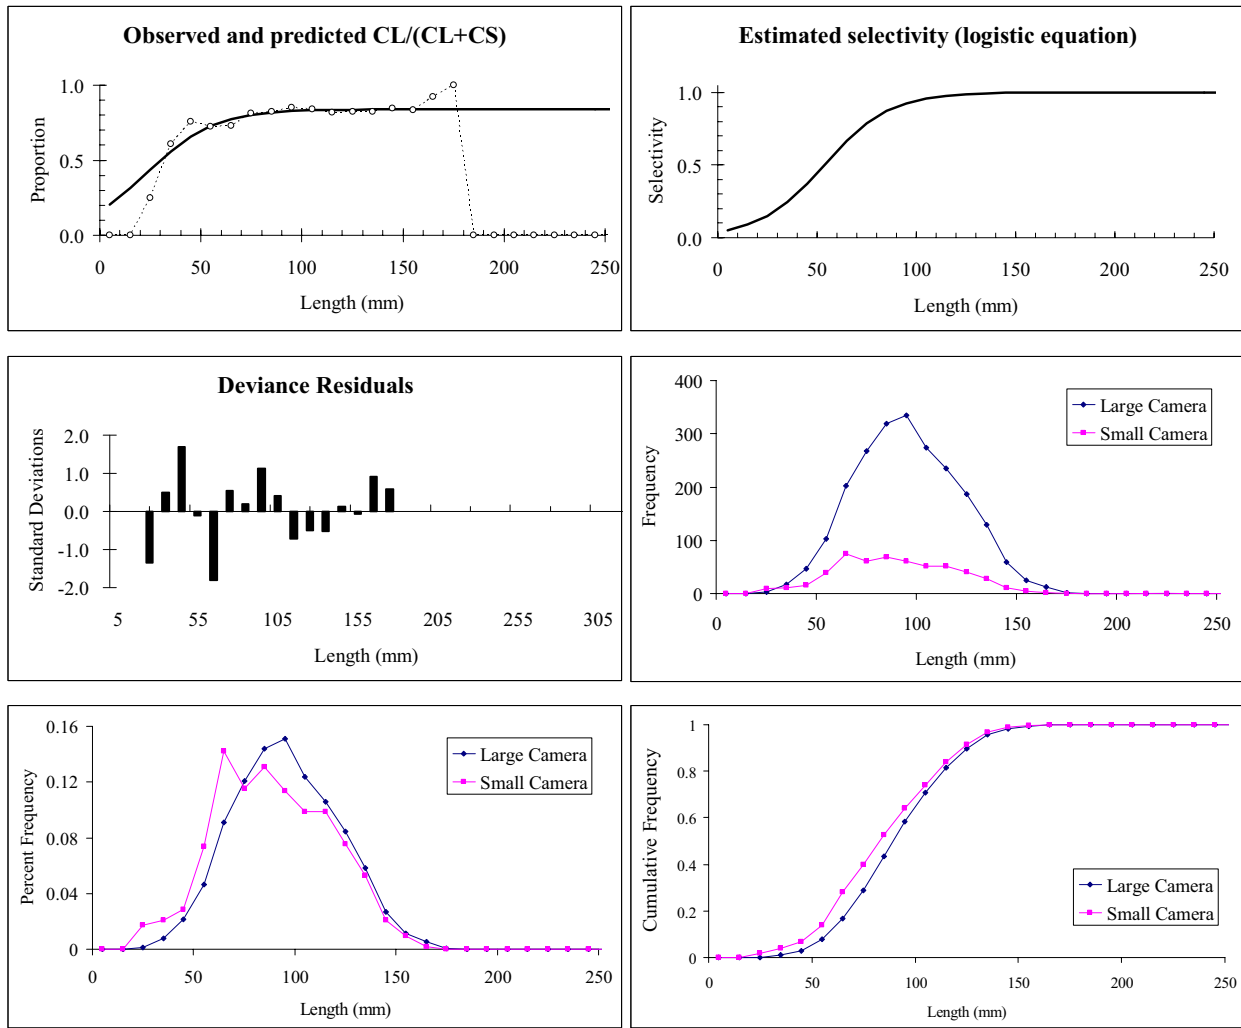 Observed and predicted CL/(CL+CS)
Proportion
1.0
0.5
0.0
0 50 100 150 200 250
Length (mm)
Estimated selectivity (logistic equation)
Selectivity
1.0
0.5
0.0
0 50 100 150 200 250
Length (mm)
Deviance Residuals
Standard Deviations
2.0
1.0
0.0
-1.0
-2.0
5 55 105 155 205 255 305
Length (mm)
Frequency
400
300
200
100
0
0 50 100 150 200 250
Length (mm)
Large Camera
Small Camera
Percent Frequency
0.16
0.12
0.08
0.04
0
0 50 100 150 200 250
Length (mm)
Large Camera
Small Camera
Cumulative Frequency
1
0.8
0.6
0.4
0.2
0
0 50 100 150 200 250
Length (mm)
Large Camera
Small Camera